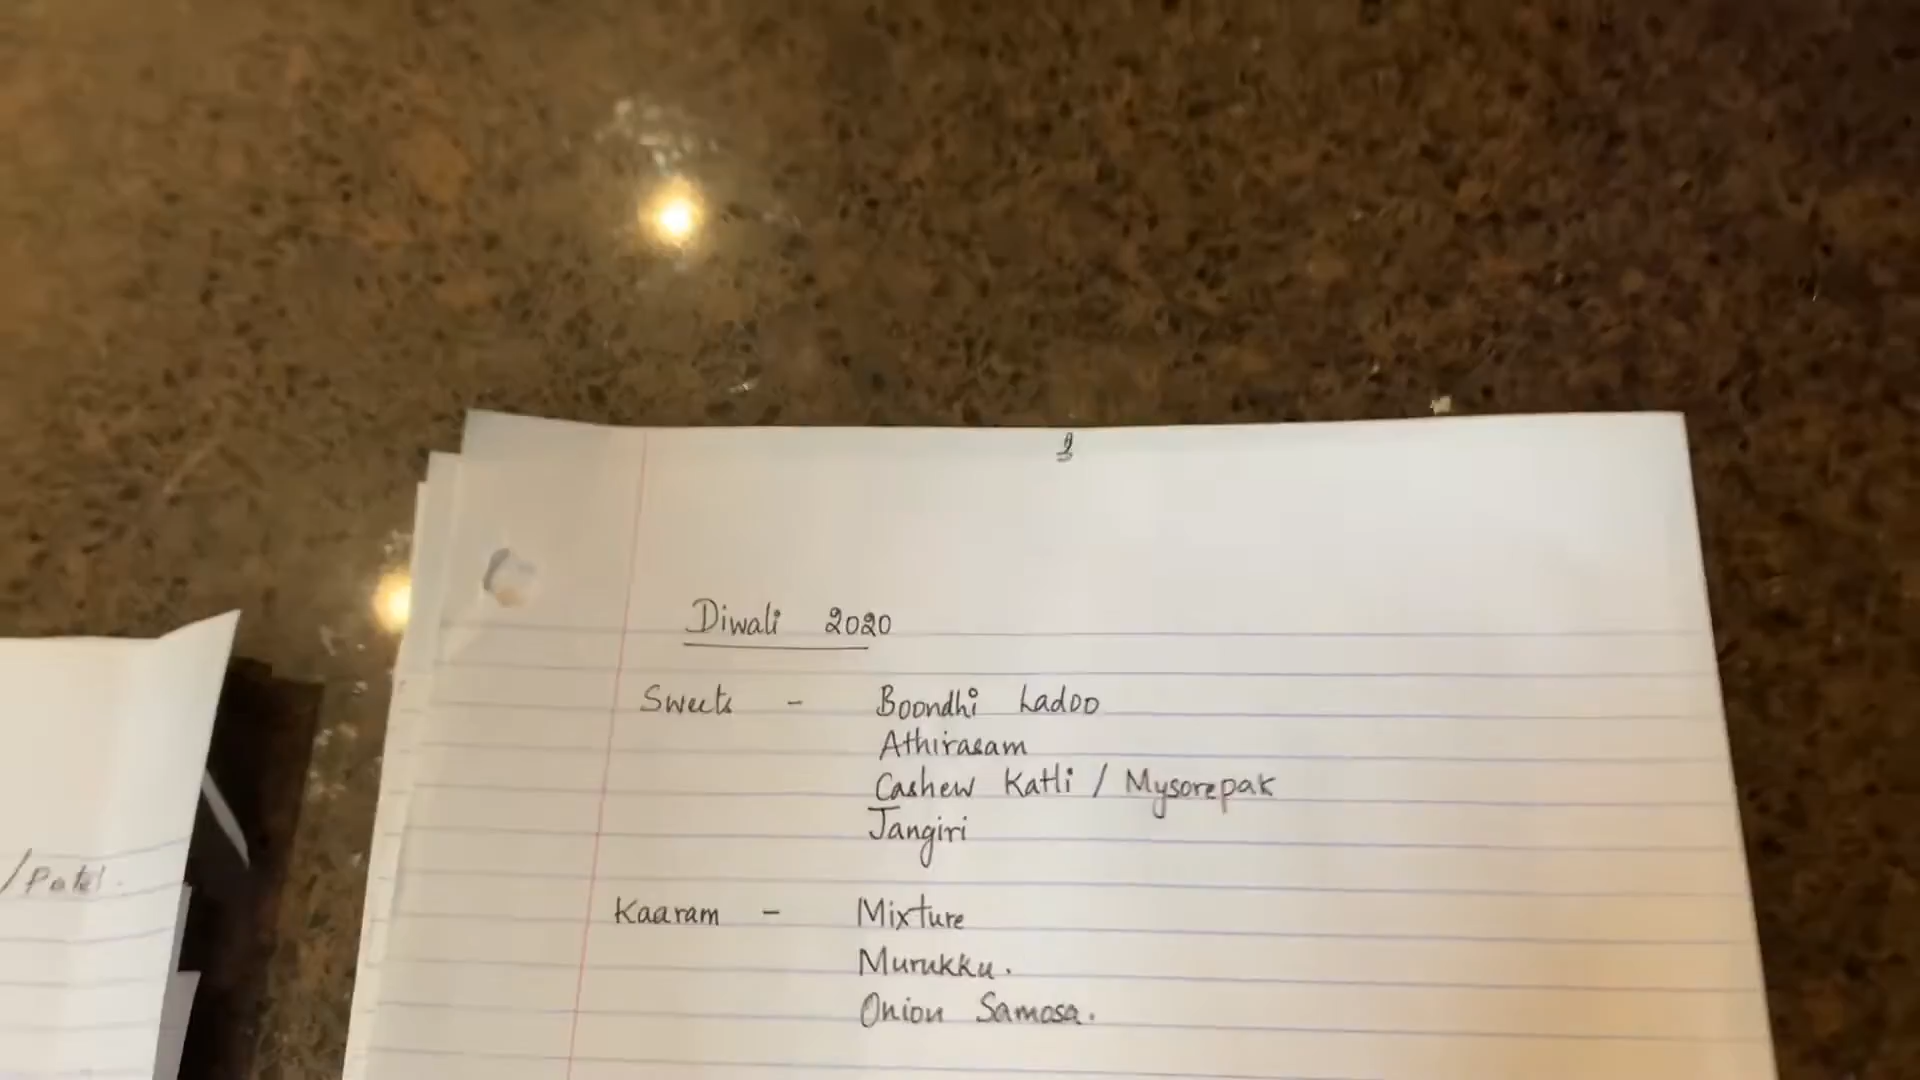 உ
Diwali 2020
Sweets - Boondhi Ladoo
Athirasam
Cashew Katli / Mysorepak
Jangiri
Kaaram - Mixture
Murukku.
Onion Samosa.
/Patel.